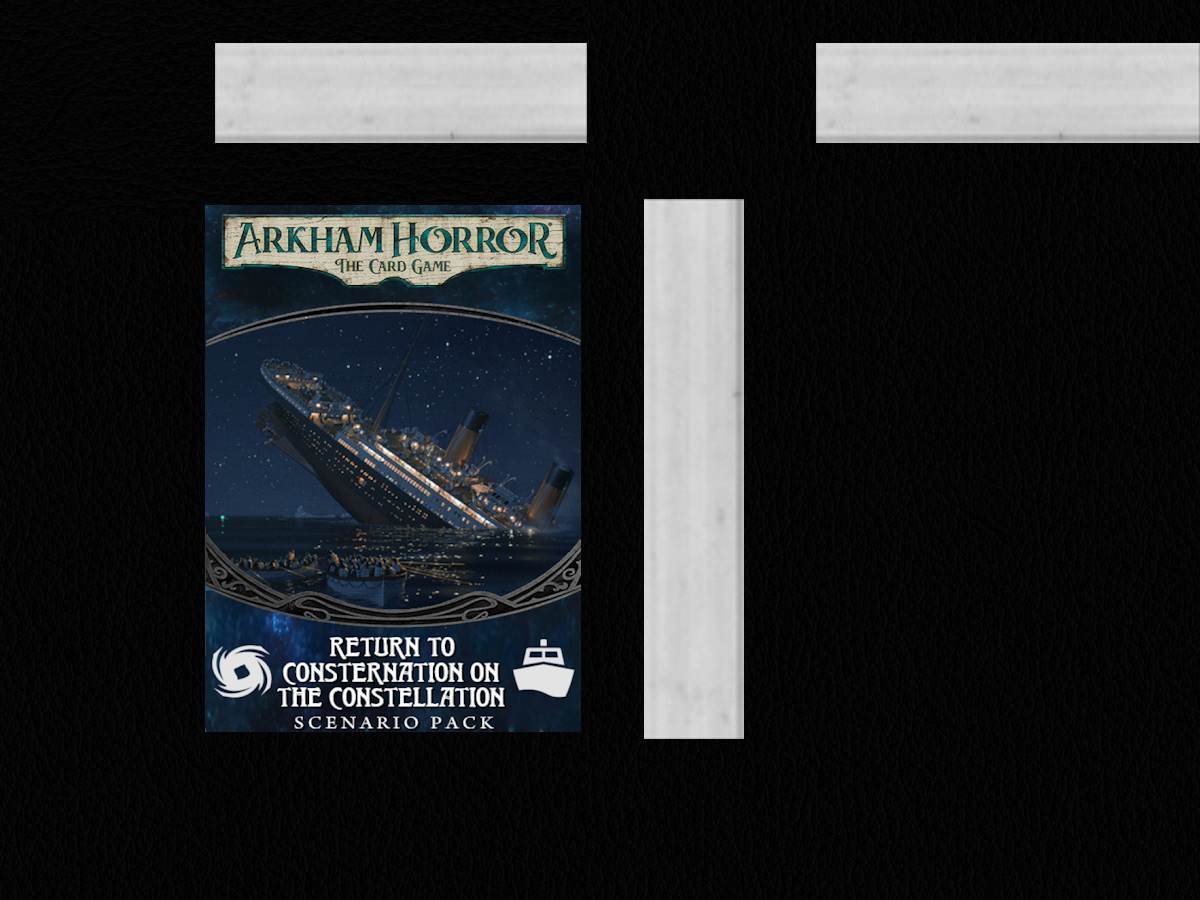 ARKHAM HORROR
THE CARD GAME
RETURN TO
CONSTERNATION ON
THE CONSTELLATION
SCENARIO PACK